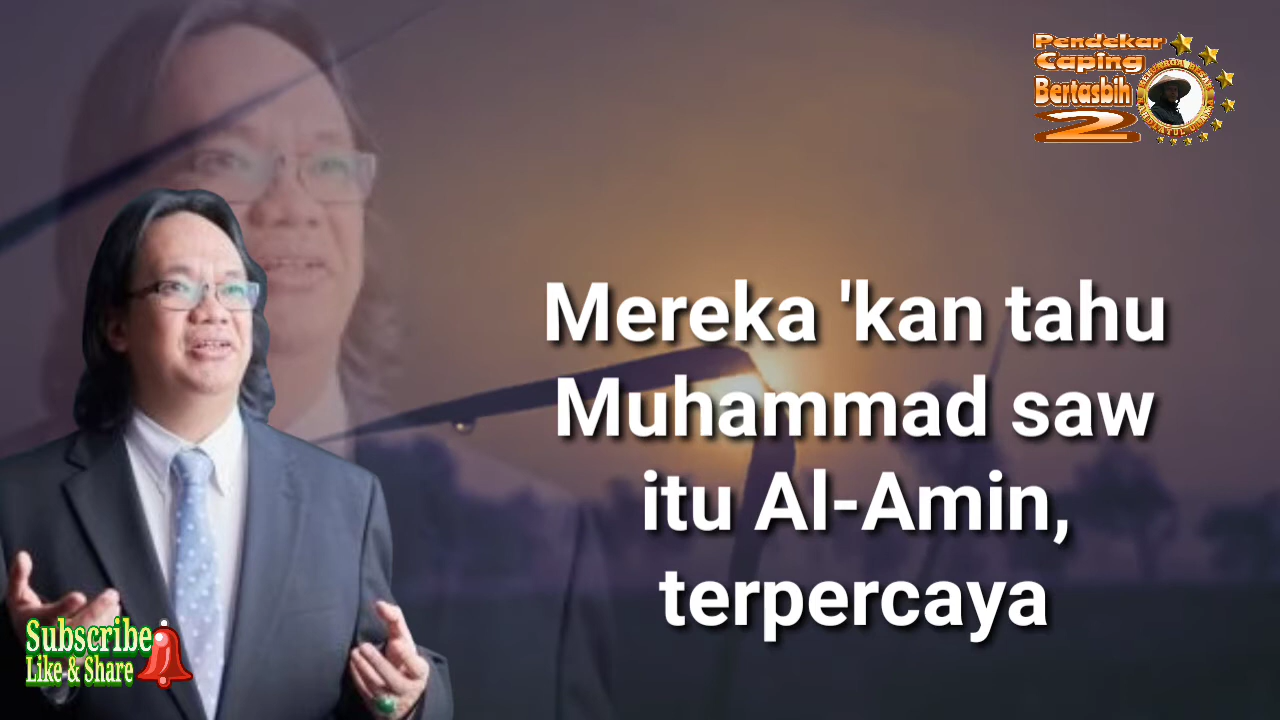 Pendekar
Caping
Bertasbih
2
Mereka 'kan tahu
Muhammad saw
itu Al-Amin,
terpercaya
Subscribe
Like & Share